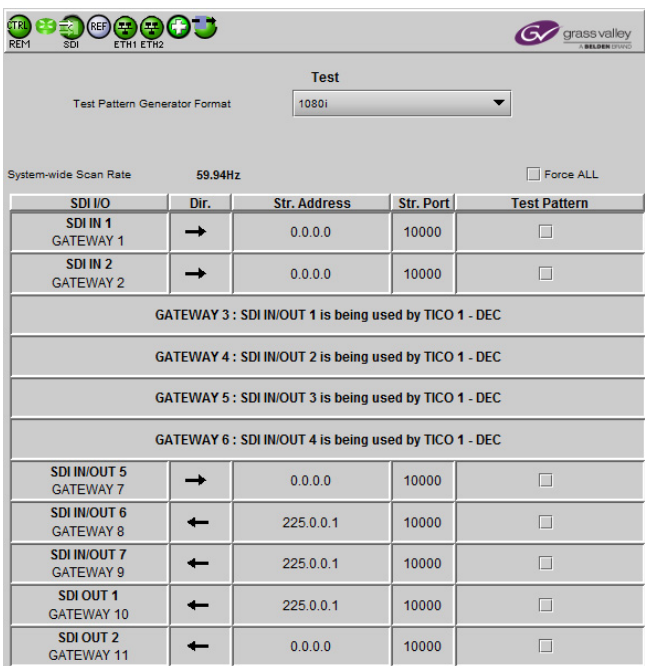 CTRL
REF
REM
SDI
ETH1 ETH2
GV grass valley
A BELDEN BRAND
Test
Test Pattern Generator Format
1080i
System-wide Scan Rate
59.94Hz
Force ALL
SDI I/O Dir. Str. Address Str. Port Test Pattern
SDI IN 1
GATEWAY 1
0.0.0.0 10000
SDI IN 2
GATEWAY 2
0.0.0.0 10000
GATEWAY 3 : SDI IN/OUT 1 is being used by TICO 1 - DEC
GATEWAY 4 : SDI IN/OUT 2 is being used by TICO 1 - DEC
GATEWAY 5 : SDI IN/OUT 3 is being used by TICO 1 - DEC
GATEWAY 6 : SDI IN/OUT 4 is being used by TICO 1 - DEC
SDI IN/OUT 5
GATEWAY 7
0.0.0.0 10000
SDI IN/OUT 6
GATEWAY 8
225.0.0.1 10000
SDI IN/OUT 7
GATEWAY 9
225.0.0.1 10000
SDI OUT 1
GATEWAY 10
225.0.0.1 10000
SDI OUT 2
GATEWAY 11
0.0.0.0 10000